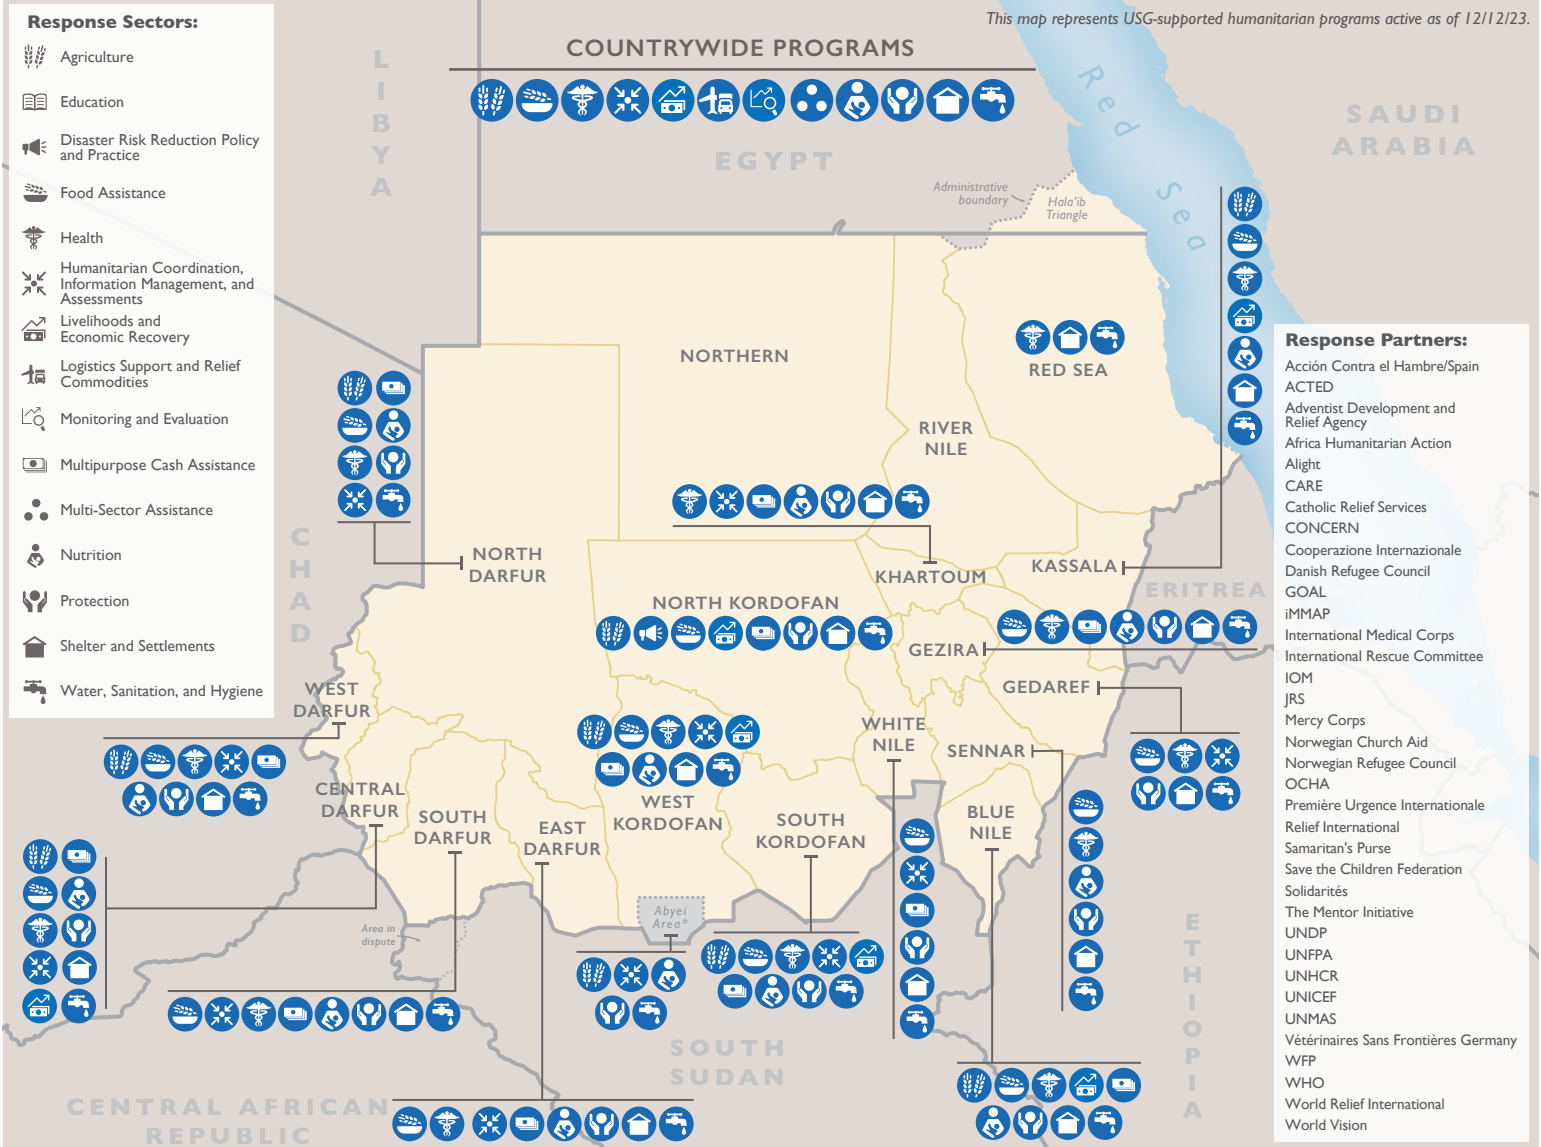 This map represents USG-supported humanitarian programs active as of 12/12/23.
Response Sectors:
Agriculture
Education
Disaster Risk Reduction Policy
and Practice
Food Assistance
Health
Humanitarian Coordination,
Information Management, and
Assessments
Livelihoods and
Economic Recovery
Logistics Support and Relief
Commodities
Monitoring and Evaluation
Multipurpose Cash Assistance
Multi-Sector Assistance
Nutrition
Protection
Shelter and Settlements
Water, Sanitation, and Hygiene
COUNTRYWIDE PROGRAMS
LIBYA
EGYPT
Red Sea
SAUDI
ARABIA
Administrative
boundary
Hala'ib
Triangle
NORTHERN
RED SEA
RIVER
NILE
CHAD
NORTH
DARFUR
KHARTOUM
KASSALA
ERITREA
NORTH KORDOFAN
GEZIRA
GEDAREF
WEST
DARFUR
WHITE
NILE
SENNAR
CENTRAL
DARFUR
SOUTH
DARFUR
EAST
DARFUR
WEST
KORDOFAN
SOUTH
KORDOFAN
BLUE
NILE
Abyei
Area*
Area in
dispute
ETHIOPIA
SOUTH
SUDAN
CENTRAL AFRICAN
REPUBLIC
Response Partners:
Acción Contra el Hambre/Spain
ACTED
Adventist Development and
Relief Agency
Africa Humanitarian Action
Alight
CARE
Catholic Relief Services
CONCERN
Cooperazione Internazionale
Danish Refugee Council
GOAL
iMMAP
International Medical Corps
International Rescue Committee
IOM
JRS
Mercy Corps
Norwegian Church Aid
Norwegian Refugee Council
OCHA
Première Urgence Internationale
Relief International
Samaritan's Purse
Save the Children Federation
Solidarités
The Mentor Initiative
UNDP
UNFPA
UNHCR
UNICEF
UNMAS
Vétérinaires Sans Frontières Germany
WFP
WHO
World Relief International
World Vision